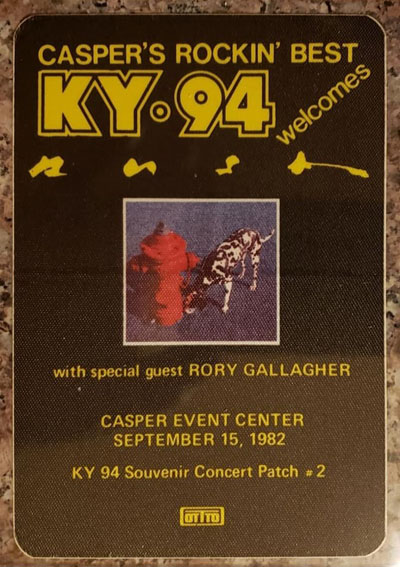 CASPER'S ROCKIN' BEST
KY•94
welcomes
RUSH
with special guest RORY GALLAGHER
CASPER EVENT CENTER
SEPTEMBER 15, 1982
KY 94 Souvenir Concert Patch #2
OTTO